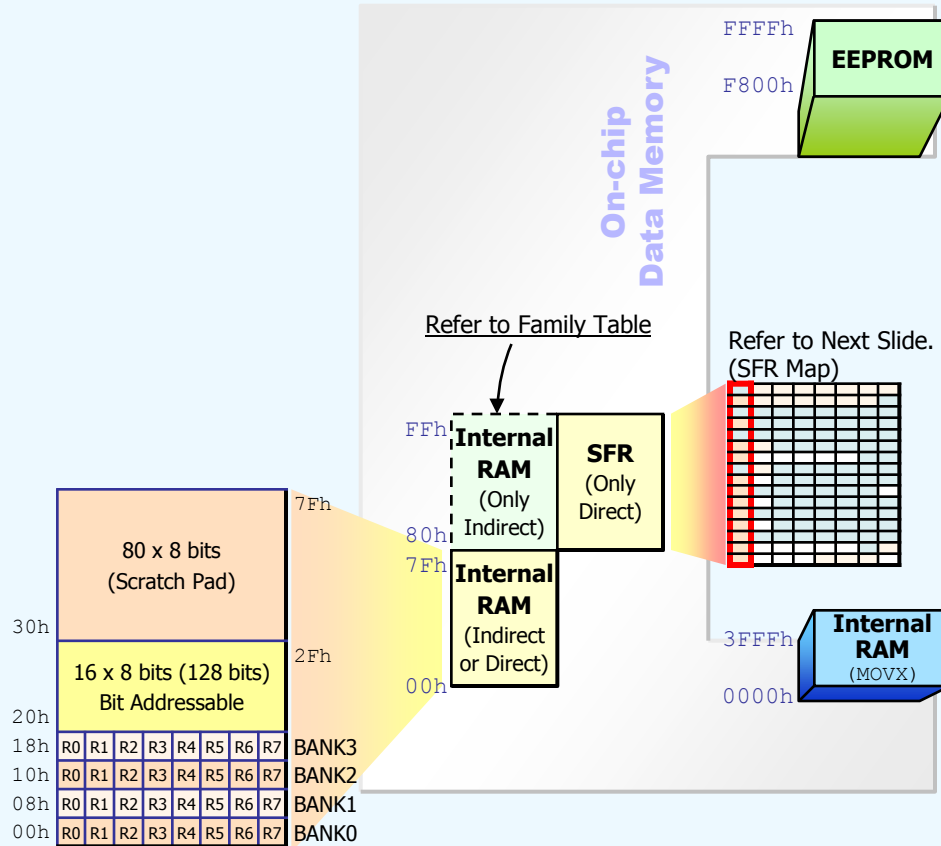 FFFFh
EEPROM
F800h
On-chip
Data Memory
Refer to Family Table
Refer to Next Slide.
(SFR Map)
FFh
Internal
RAM
(Only
Indirect)
80h
SFR
(Only
Direct)
7Fh
Internal
RAM
(Indirect
or Direct)
00h
3FFFh
Internal
RAM
(MOVX)
0000h
7Fh
80 x 8 bits
(Scratch Pad)
30h
2Fh
16 x 8 bits (128 bits)
Bit Addressable
20h
18h R0 R1 R2 R3 R4 R5 R6 R7 BANK3
10h R0 R1 R2 R3 R4 R5 R6 R7 BANK2
08h R0 R1 R2 R3 R4 R5 R6 R7 BANK1
00h R0 R1 R2 R3 R4 R5 R6 R7 BANK0